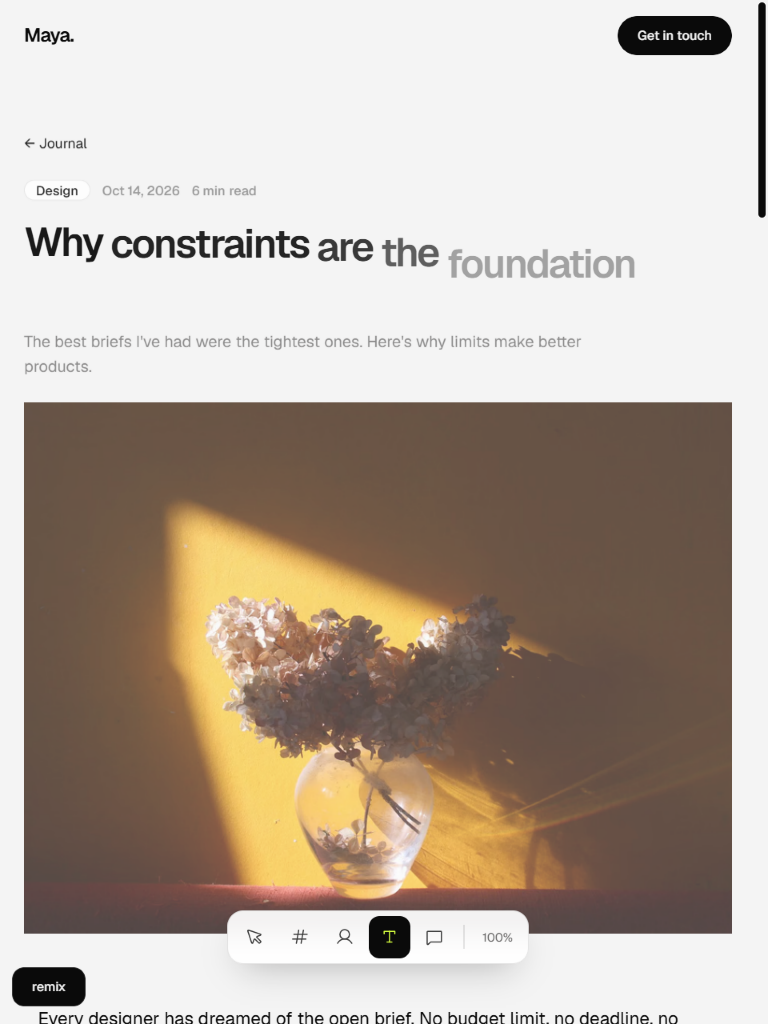 Maya.
Get in touch
← Journal
Design Oct 14, 2026 6 min read
Why constraints are the foundation
The best briefs I've had were the tightest ones. Here's why limits make better
products.
T
100%
remix
Every designer has dreamed of the open brief. No budget limit, no deadline, no